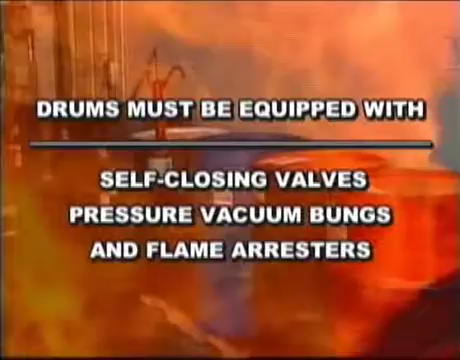 DRUMS MUST BE EQUIPPED WITH
SELF-CLOSING VALVES
PRESSURE VACUUM BUNGS
AND FLAME ARRESTERS